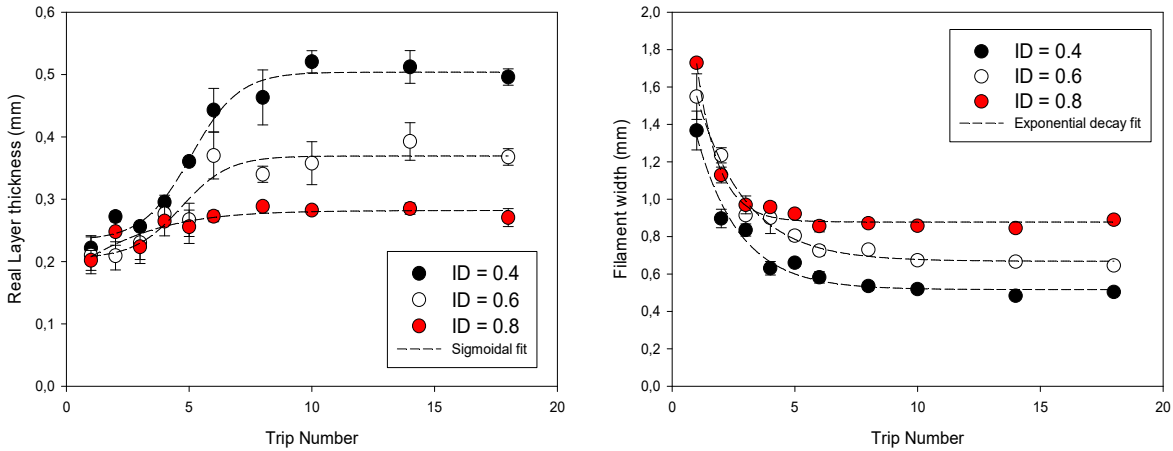 0,6
0,5
0,4
0,3
0,2
0,1
0,0
Real Layer thickness (mm)
ID = 0.4
ID = 0.6
ID = 0.8
Sigmoidal fit
0 5 10 15 20
Trip Number
2,0
1,8
1,6
1,4
1,2
1,0
0,8
0,6
0,4
0,2
0,0
Filament width (mm)
ID = 0.4
ID = 0.6
ID = 0.8
Exponential decay fit
0 5 10 15 20
Trip Number